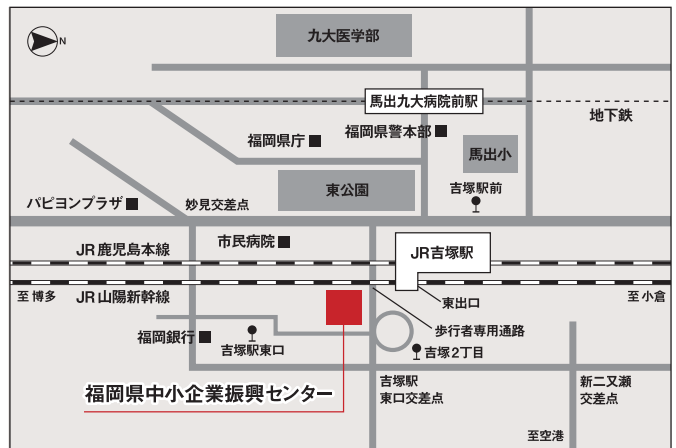 九大医学部
N
馬出九大病院前駅
地下鉄
福岡県庁
福岡県警本部
馬出小
東公園
吉塚駅前
パピヨンプラザ
妙見交差点
市民病院
JR鹿児島本線
JR吉塚駅
至博多
JR山陽新幹線
東出口
至小倉
歩行者専用通路
福岡銀行
吉塚駅東口
吉塚2丁目
福岡県中小企業振興センター
吉塚駅
東口交差点
新二又瀬
交差点
至空港